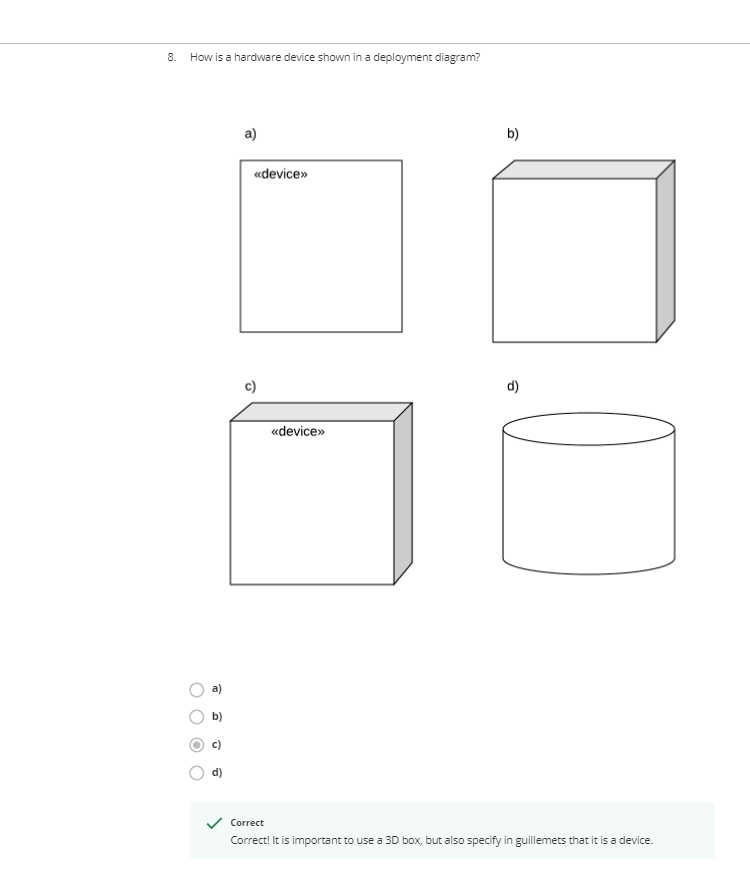 8. How is a hardware device shown in a deployment diagram?
a)
b)
«device»
c)
d)
«device»
a)
b)
c)
d)
Correct
Correct! It is important to use a 3D box, but also specify in guillemets that it is a device.